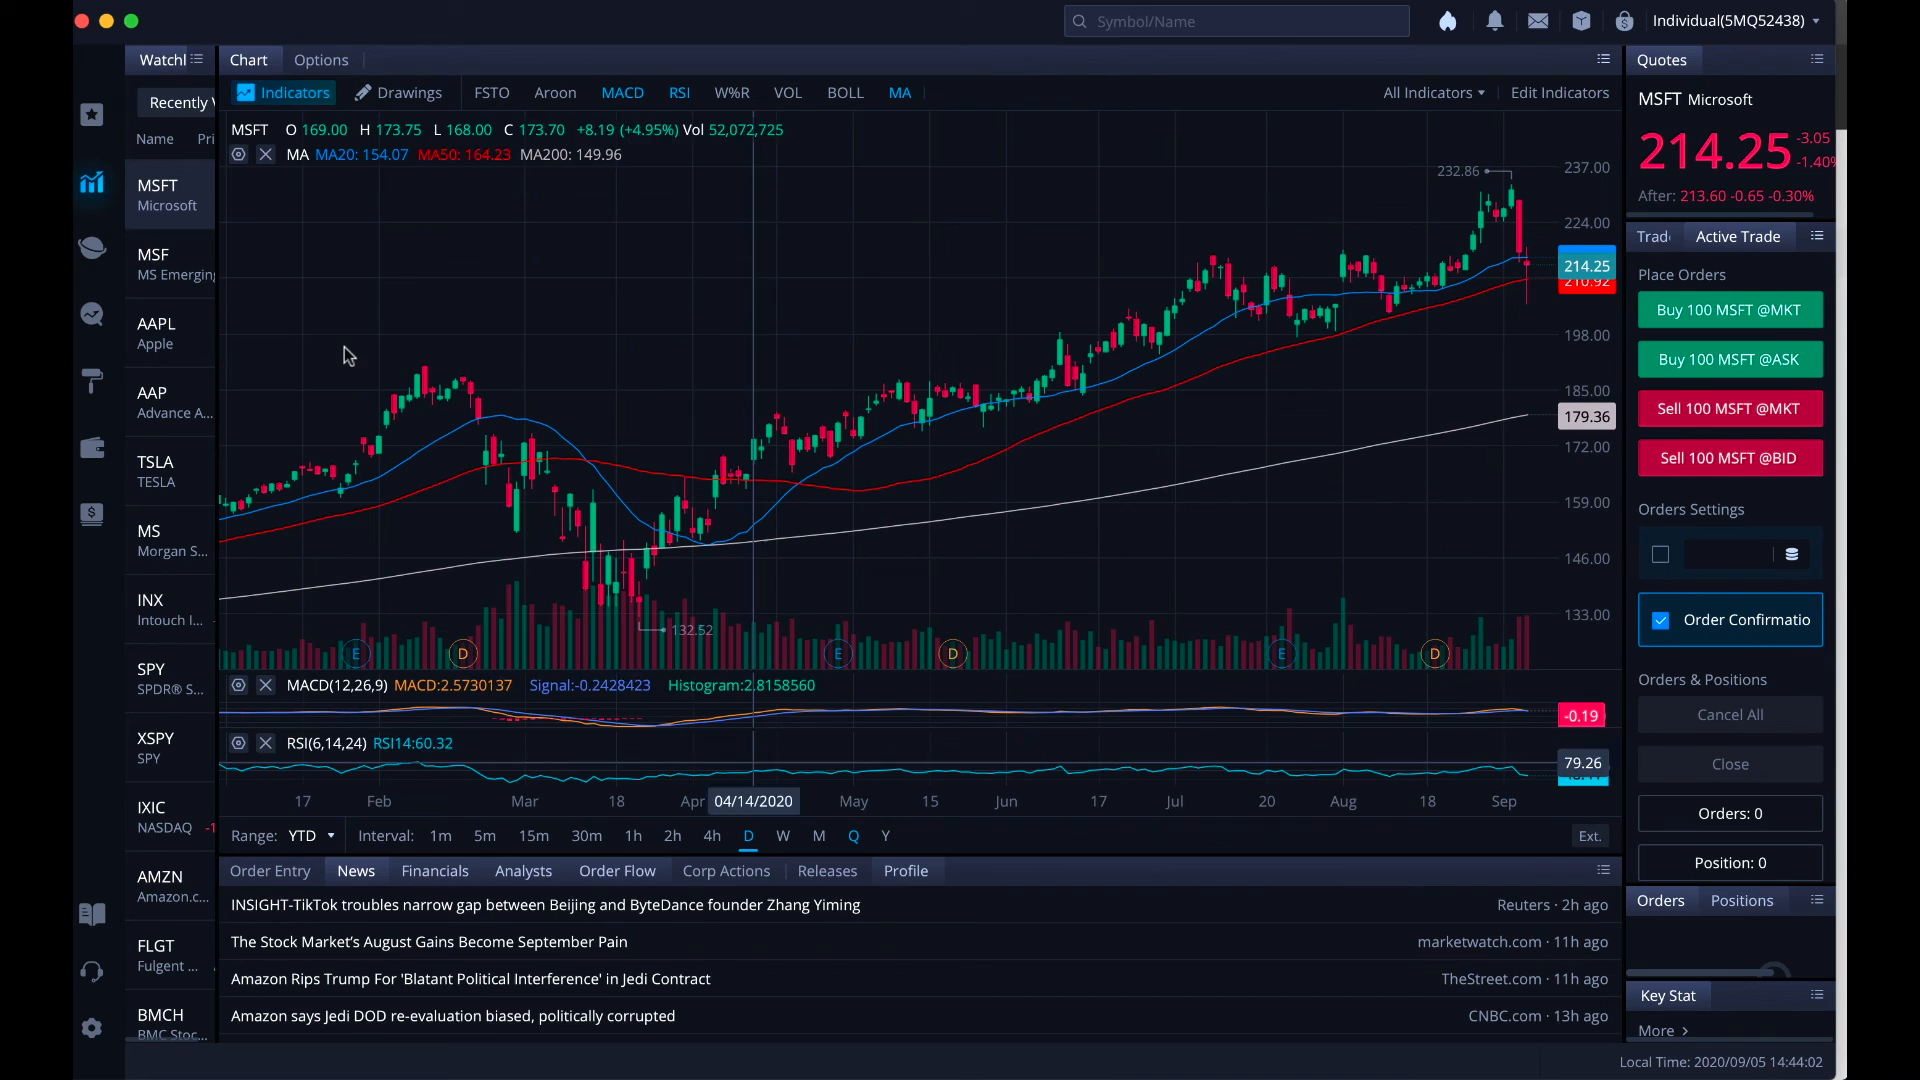 Symbol/Name
Individual(5MQ52438)
Watchl
Chart
Options
Quotes
Recently
Indicators
Drawings
FSTO
Aroon
MACD
RSI
W%R
VOL
BOLL
MA
All Indicators
Edit Indicators
MSFT Microsoft
Name
Pri
MSFT O 169.00 H 173.75 L 168.00 C 173.70 +8.19 (+4.95%) Vol 52,072,725
MA MA20: 154.07 MA50: 164.23 MA200: 149.96
214.25
-3.05
-1.40%
After: 213.60 -0.65 -0.30%
MSFT
Microsoft
MSF
MS Emerging
AAPL
Apple
AAP
Advance A...
TSLA
TESLA
MS
Morgan S...
INX
Intouch I...
SPY
SPDR® S...
XSPY
SPY
IXIC
NASDAQ -1
AMZN
Amazon.c...
FLGT
Fulgent ...
BMCH
BMC Stoc...
232.86
132.52
237.00
224.00
214.25
210.92
198.00
185.00
179.36
172.00
159.00
146.00
133.00
E
D
E
D
E
D
MACD(12,26,9) MACD:2.5730137 Signal:-0.2428423 Histogram:2.8158560
-0.19
RSI(6,14,24) RSI14:60.32
79.26
17 Feb Mar 18 Apr 04/14/2020 May 15 Jun 17 Jul 20 Aug 18 Sep
Range: YTD Interval: 1m 5m 15m 30m 1h 2h 4h D W M Q Y Ext.
Order Entry News Financials Analysts Order Flow Corp Actions Releases Profile
INSIGHT-TikTok troubles narrow gap between Beijing and ByteDance founder Zhang Yiming Reuters · 2h ago
The Stock Market's August Gains Become September Pain marketwatch.com · 11h ago
Amazon Rips Trump For 'Blatant Political Interference' in Jedi Contract TheStreet.com · 11h ago
Amazon says Jedi DOD re-evaluation biased, politically corrupted CNBC.com · 13h ago
Trad
Active Trade
Place Orders
Buy 100 MSFT @MKT
Buy 100 MSFT @ASK
Sell 100 MSFT @MKT
Sell 100 MSFT @BID
Orders Settings
Order Confirmatio
Orders & Positions
Cancel All
Close
Orders: 0
Position: 0
Orders
Positions
Key Stat
More
Local Time: 2020/09/05 14:44:02